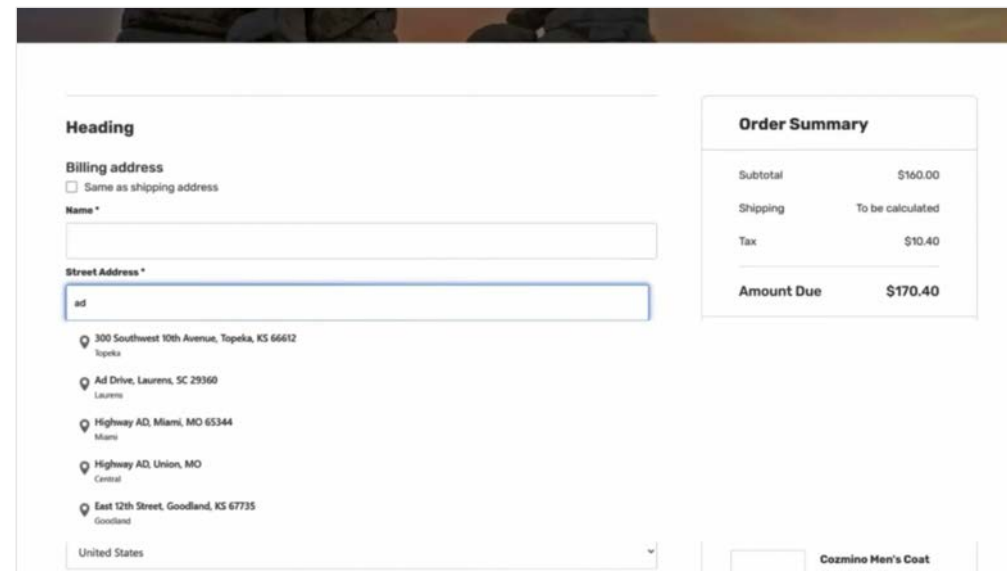 Heading
Billing address
Same as shipping address
Name *
Street Address *
ad
300 Southwest 10th Avenue, Topeka, KS 66612
Topeka
Ad Drive, Laurens, SC 29360
Laurens
Highway AD, Miami, MO 65344
Miami
Highway AD, Union, MO
Central
East 12th Street, Goodland, KS 67735
Goodland
United States
Order Summary
Subtotal $160.00
Shipping To be calculated
Tax $10.40
Amount Due $170.40
Cozmino Men's Coat